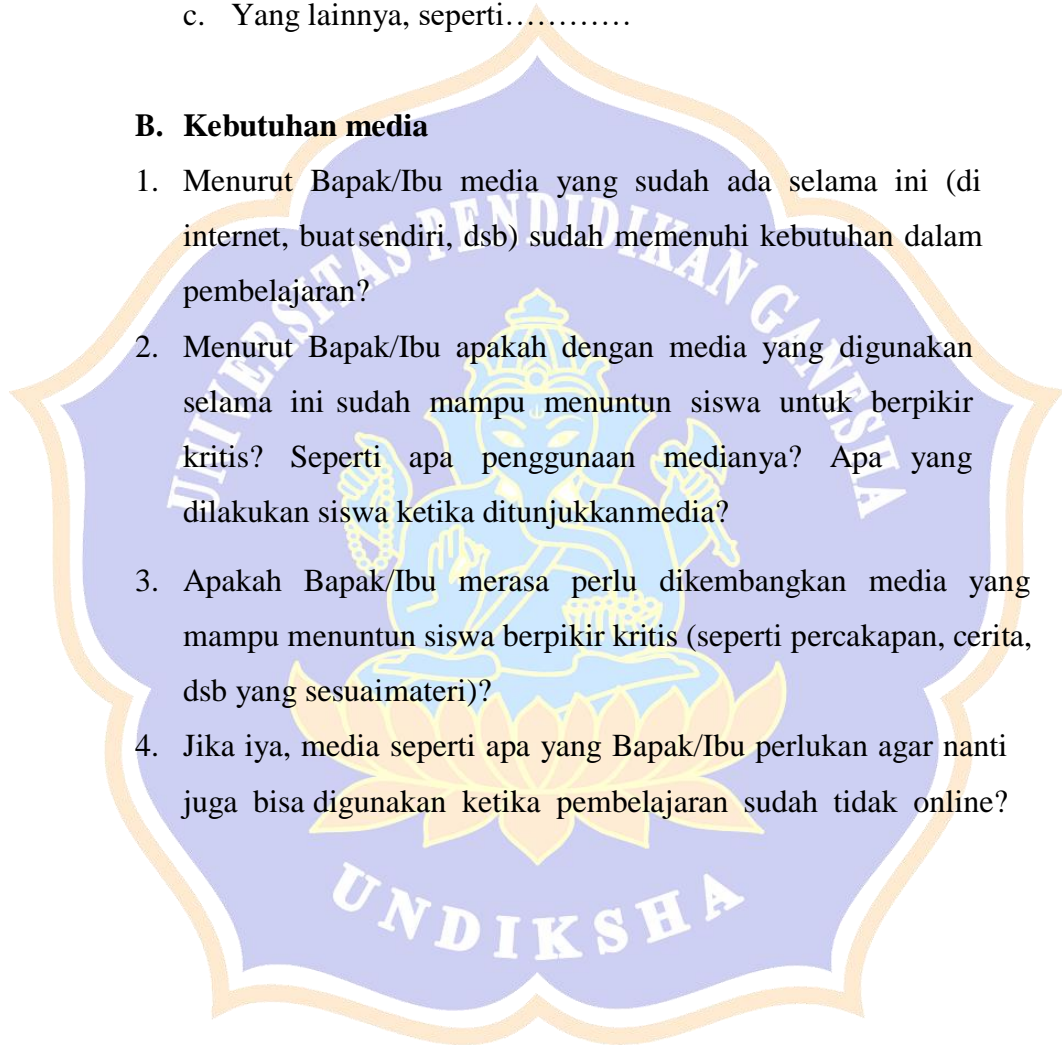 c. Yang lainnya, seperti…………
B. Kebutuhan media
1. Menurut Bapak/Ibu media yang sudah ada selama ini (di
internet, buatsendiri, dsb) sudah memenuhi kebutuhan dalam
pembelajaran?
2. Menurut Bapak/Ibu apakah dengan media yang digunakan
selama ini sudah mampu menuntun siswa untuk berpikir
kritis? Seperti apa penggunaan medianya? Apa yang
dilakukan siswa ketika ditunjukkanmedia?
3. Apakah Bapak/Ibu merasa perlu dikembangkan media yang
mampu menuntun siswa berpikir kritis (seperti percakapan, cerita,
dsb yang sesuaimateri)?
4. Jika iya, media seperti apa yang Bapak/Ibu perlukan agar nanti
juga bisa digunakan ketika pembelajaran sudah tidak online?
UNIVERSITAS PENDIDIKAN GANESHA
UNDIKSHA